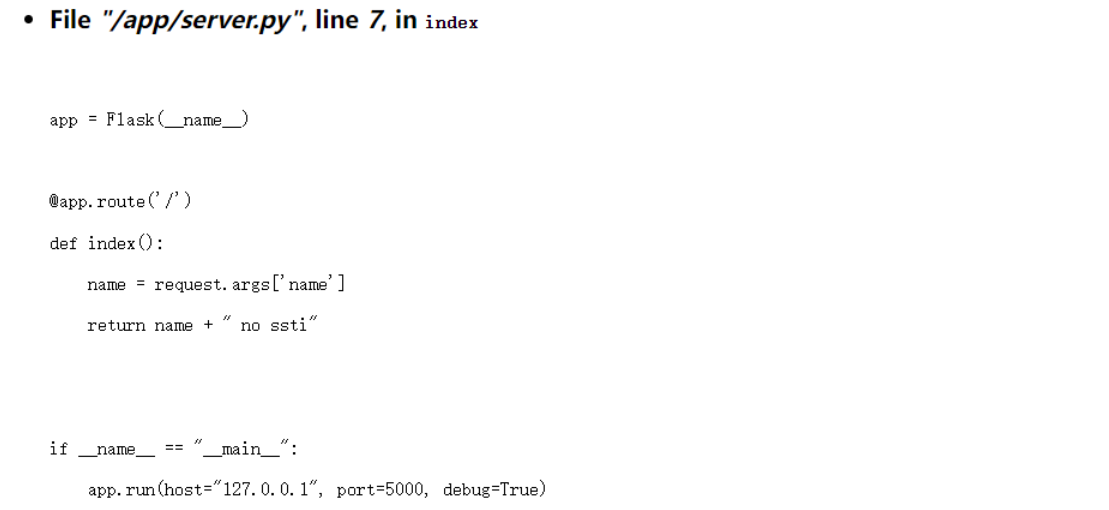 • File "/app/server.py", line 7, in index
app = Flask(__name__)
@app.route('/')
def index():
    name = request.args['name']
    return name + " no ssti"
if __name__ == "__main__":
    app.run(host="127.0.0.1", port=5000, debug=True)